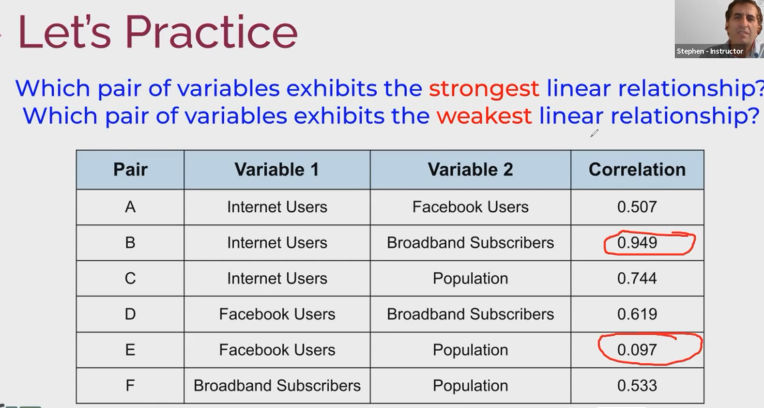 Let's Practice
Stephen - Instructor
Which pair of variables exhibits the strongest linear relationship?
Which pair of variables exhibits the weakest linear relationship?
Pair Variable 1 Variable 2 Correlation
A Internet Users Facebook Users 0.507
B Internet Users Broadband Subscribers 0.949
C Internet Users Population 0.744
D Facebook Users Broadband Subscribers 0.619
E Facebook Users Population 0.097
F Broadband Subscribers Population 0.533